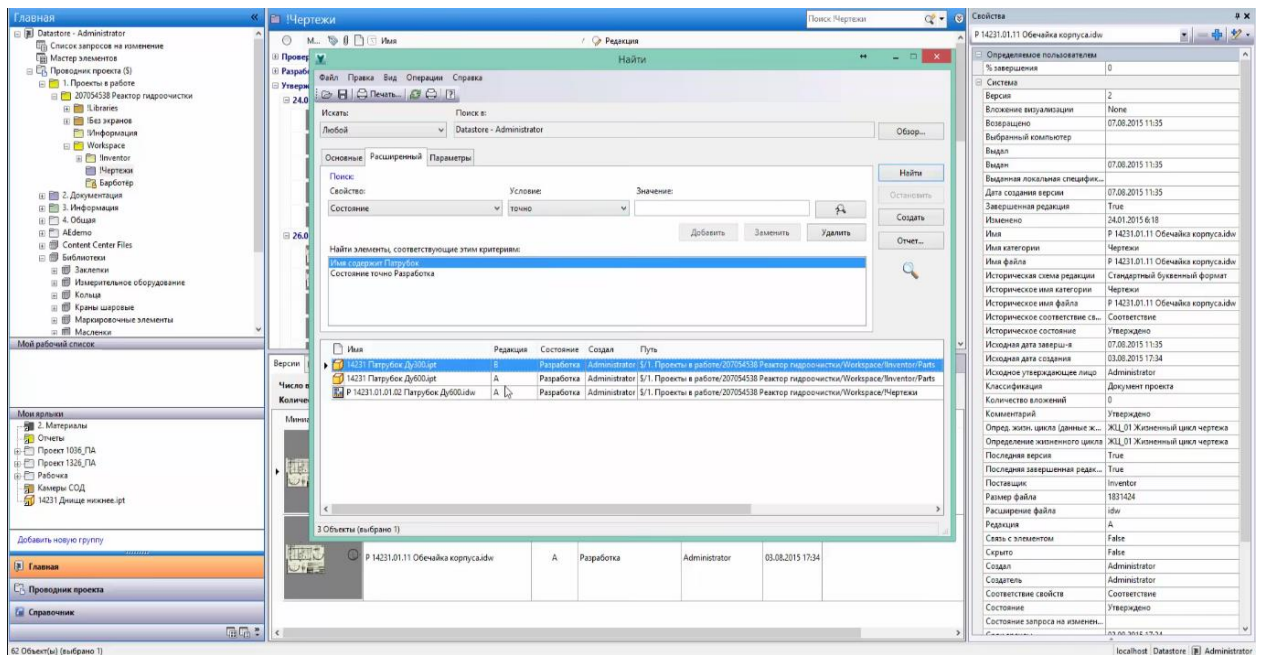 Главная
Datastore - Administrator
Список запросов на изменение
Мастер элементов
Проводник проекта (S)
1. Проекты в работе
207054538 Реактор гидроочистки
!Libraries
!Без экранов
!Информация
Workspace
!Inventor
!Чертежи
Барботёр
2. Документация
3. Информация
4. Общая
AEdemo
Content Center Files
Библиотеки
Заклепки
Измерительное оборудование
Кольца
Краны шаровые
Маркировочные элементы
Масленки
Мой рабочий список
Мои ярлыки
2. Материалы
Отчеты
Проект 1036_ПА
Проект 1326_ПА
Рабочка
Камеры СОД
14231 Днище нижнее.ipt
Добавить новую группу
Главная
Проводник проекта
Справочник
62 Объект(ы) (выбрано 1)
!Чертежи
Поиск !Чертежи
М... Имя Редакция
24.0
26.0
Найти
Файл Правка Вид Операции Справка
Печать...
Искать: Поиск в:
Любой Datastore - Administrator Обзор...
Основные Расширенный Параметры
Поиск:
Свойство: Условие: Значение:
Состояние точно
Добавить Заменить Удалить
Найти
Остановить
Создать
Отчет...
Найти элементы, соответствующие этим критериям:
Имя содержит Патрубок
Состояние точно Разработка
Имя Редакция Состояние Создал Путь
14231 Патрубок Ду300.ipt B Разработка Administrator $/1. Проекты в работе/207054538 Реактор гидроочистки/Workspace/!Inventor/Parts
14231 Патрубок Ду600.ipt A Разработка Administrator $/1. Проекты в работе/207054538 Реактор гидроочистки/Workspace/!Inventor/Parts
Р 14231.01.01.02 Патрубок Ду600.idw A Разработка Administrator $/1. Проекты в работе/207054538 Реактор гидроочистки/Workspace/!Чертежи
3 Объекты (выбрано 1)
Версии
Р 14231.01.11 Обечайка корпуса.idw A Разработка Administrator 03.08.2015 17:34
Свойства
Р 14231.01.11 Обечайка корпуса.idw
Определяемое пользователем
% завершения 0
Система
Версия 2
Вложение визуализации None
Возвращено 07.08.2015 11:35
Выбранный компьютер
Выдал
Выдан 07.08.2015 11:35
Выданная локальная специфик...
Дата создания версии 07.08.2015 11:35
Завершенная редакция True
Изменено 24.01.2015 6:18
Имя Р 14231.01.11 Обечайка корпуса.idw
Имя категории Чертежи
Имя файла Р 14231.01.11 Обечайка корпуса.idw
Историческая схема редакции Стандартный буквенный формат
Историческое имя категории Чертежи
Историческое имя файла Р 14231.01.11 Обечайка корпуса.idw
Историческое соответствие св... Соответствие
Историческое состояние Утверждено
Исходная дата заверш-я 07.08.2015 11:35
Исходная дата создания 03.08.2015 17:34
Исходное утверждающее лицо Administrator
Классификация Документ проекта
Количество вложений 0
Комментарий Утверждено
Опред. жизн. цикла (данные ж... ЖЦ_01 Жизненный цикл чертежа
Определение жизненного цикла ЖЦ_01 Жизненный цикл чертежа
Последняя версия True
Последняя завершенная редак... True
Поставщик Inventor
Размер файла 1831424
Расширение файла idw
Редакция A
Связь с элементом False
Скрыто False
Создал Administrator
Создатель Administrator
Соответствие свойств Соответствие
Состояние Утверждено
Состояние запроса на изменен...
localhost Datastore Administrator